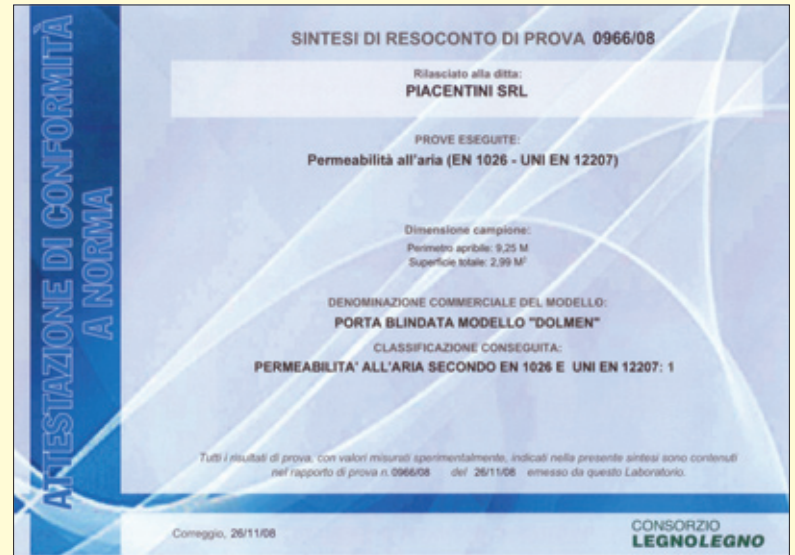 ATTESTAZIONE DI CONFORMITÀ
A NORMA
SINTESI DI RESOCONTO DI PROVA 0966/08
Rilasciato alla ditta:
PIACENTINI SRL
PROVE ESEGUITE:
Permeabilità all'aria (EN 1026 - UNI EN 12207)
Dimensione campione:
Perimetro apribile: 9,25 M
Superficie totale: 2,99 M²
DENOMINAZIONE COMMERCIALE DEL MODELLO:
PORTA BLINDATA MODELLO "DOLMEN"
CLASSIFICAZIONE CONSEGUITA:
PERMEABILITA' ALL'ARIA SECONDO EN 1026 E UNI EN 12207: 1
Tutti i risultati di prova, con valori misurati sperimentalmente, indicati nella presente sintesi sono contenuti
nel rapporto di prova n.0966/08 del 26/11/08 emesso da questo Laboratorio.
Correggio, 26/11/08
CONSORZIO
LEGNOLEGNO